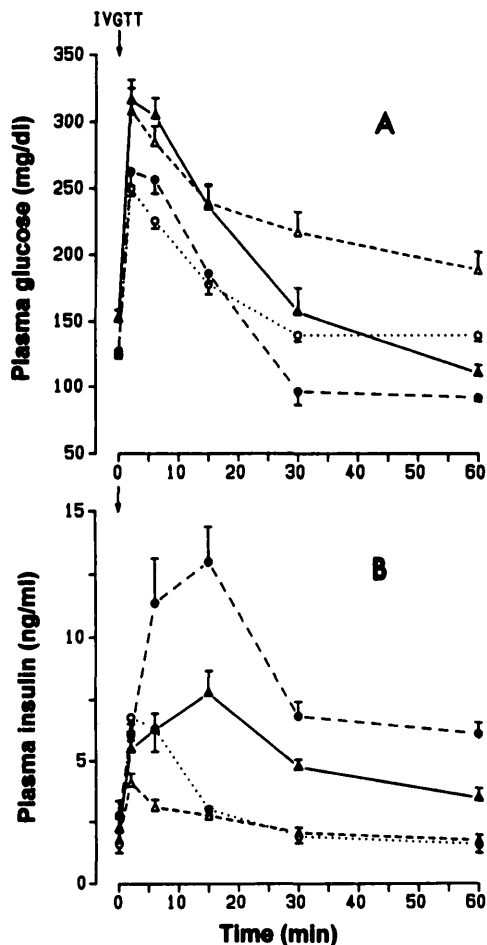 IVGTT
350
300
250
200
150
100
50
Plasma glucose (mg/dl)
A
0 10 20 30 40 50 60
15
10
5
0
Plasma insulin (ng/ml)
B
0 10 20 30 40 50 60
Time (min)